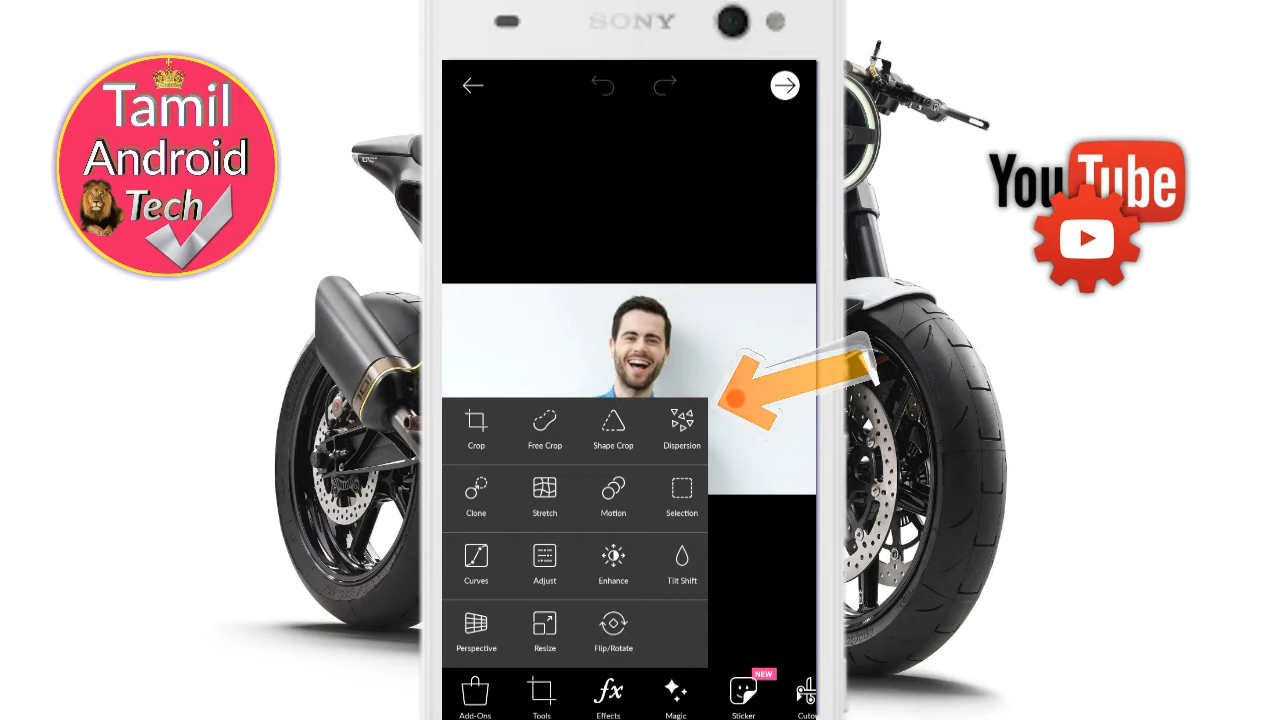 SONY
Tamil
Android
Tech
YouTube
Crop
Free Crop
Shape Crop
Dispersion
Clone
Stretch
Motion
Selection
Curves
Adjust
Enhance
Tilt Shift
Perspective
Resize
Flip/Rotate
NEW
Add-Ons
Tools
fx
Effects
Magic
Sticker
Cuto